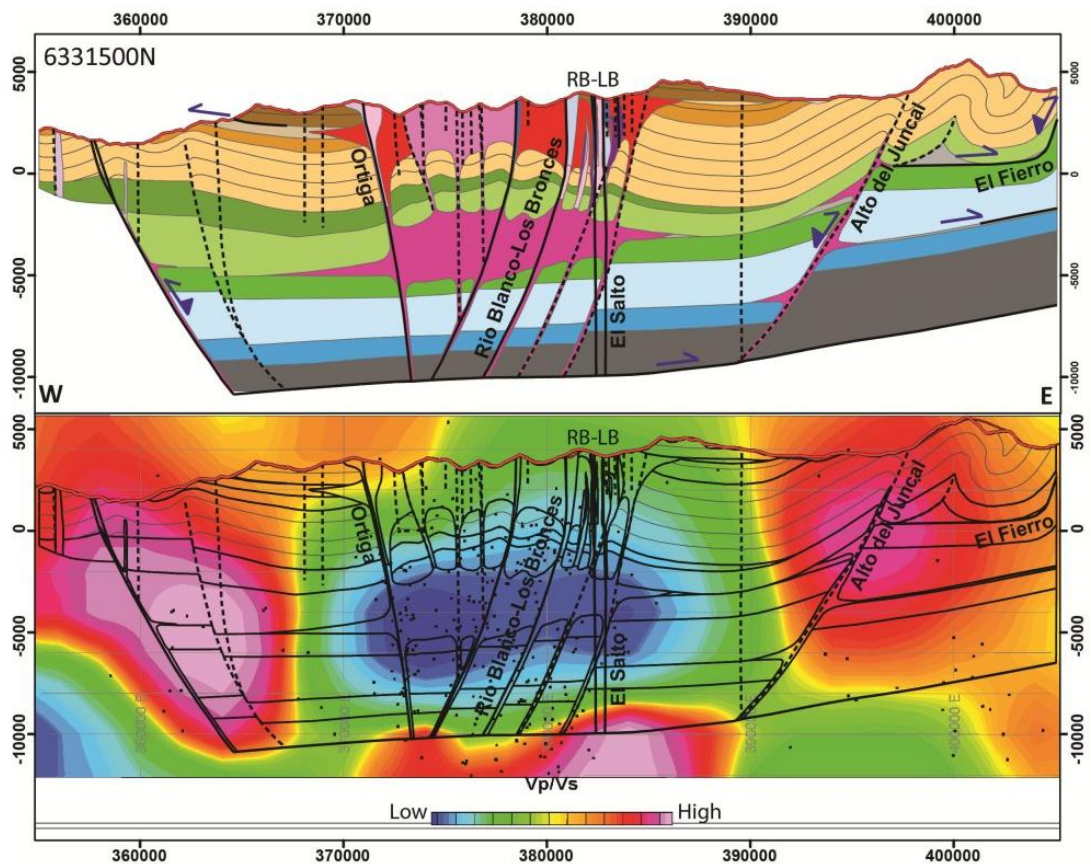 360000 370000 380000 390000 400000
6331500N
RB-LB
5000 5000
0 0
-5000 -5000
-10000 -10000
Ortiga
Rio Blanco-Los Bronces
El Salto
Alto del Juncal
El Fierro
W E
RB-LB
5000 5000
0 0
-5000 -5000
-10000 -10000
Ortiga
Rio Blanco-Los Bronces
El Salto
Alto del Juncal
El Fierro
360000 E
400000 E
Vp/Vs
Low High
360000 370000 380000 390000 400000